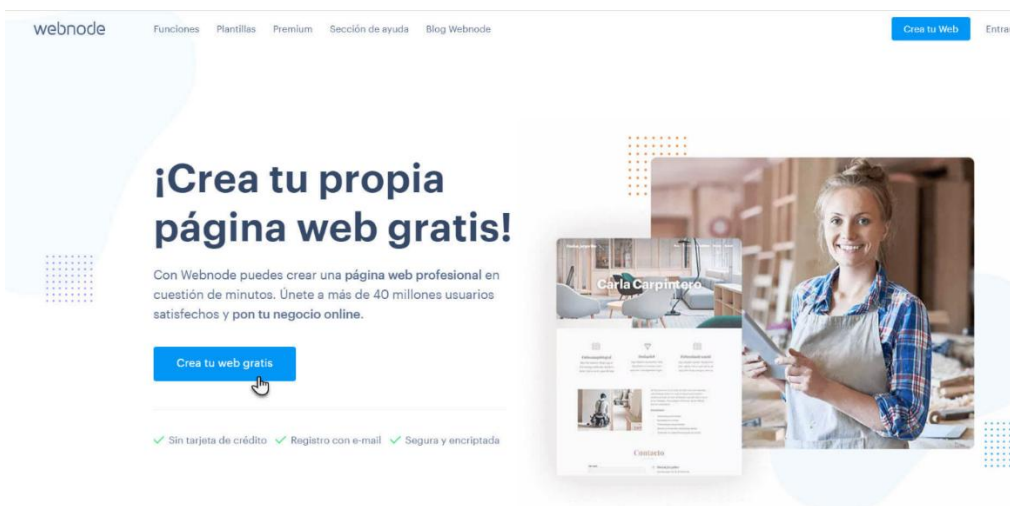 webnode
Funciones Plantillas Premium Sección de ayuda Blog Webnode
Crea tu Web
¡Crea tu propia
página web gratis!
Con Webnode puedes crear una página web profesional en
cuestión de minutos. Únete a más de 40 millones usuarios
satisfechos y pon tu negocio online.
Crea tu web gratis
Sin tarjeta de crédito Registro con e-mail Segura y encriptada
Carla Carpintero
Contacto